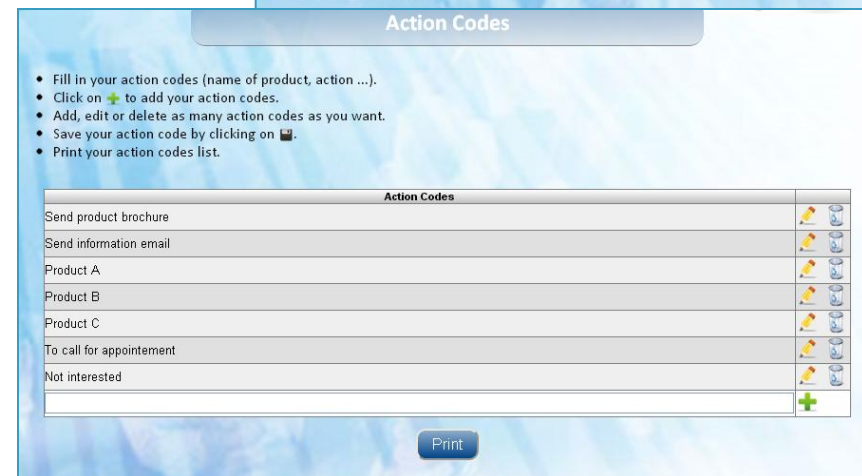 Action Codes
• Fill in your action codes (name of product, action ...).
• Click on to add your action codes.
• Add, edit or delete as many action codes as you want.
• Save your action code by clicking on .
• Print your action codes list.
Action Codes
Send product brochure
Send information email
Product A
Product B
Product C
To call for appointement
Not interested
Print